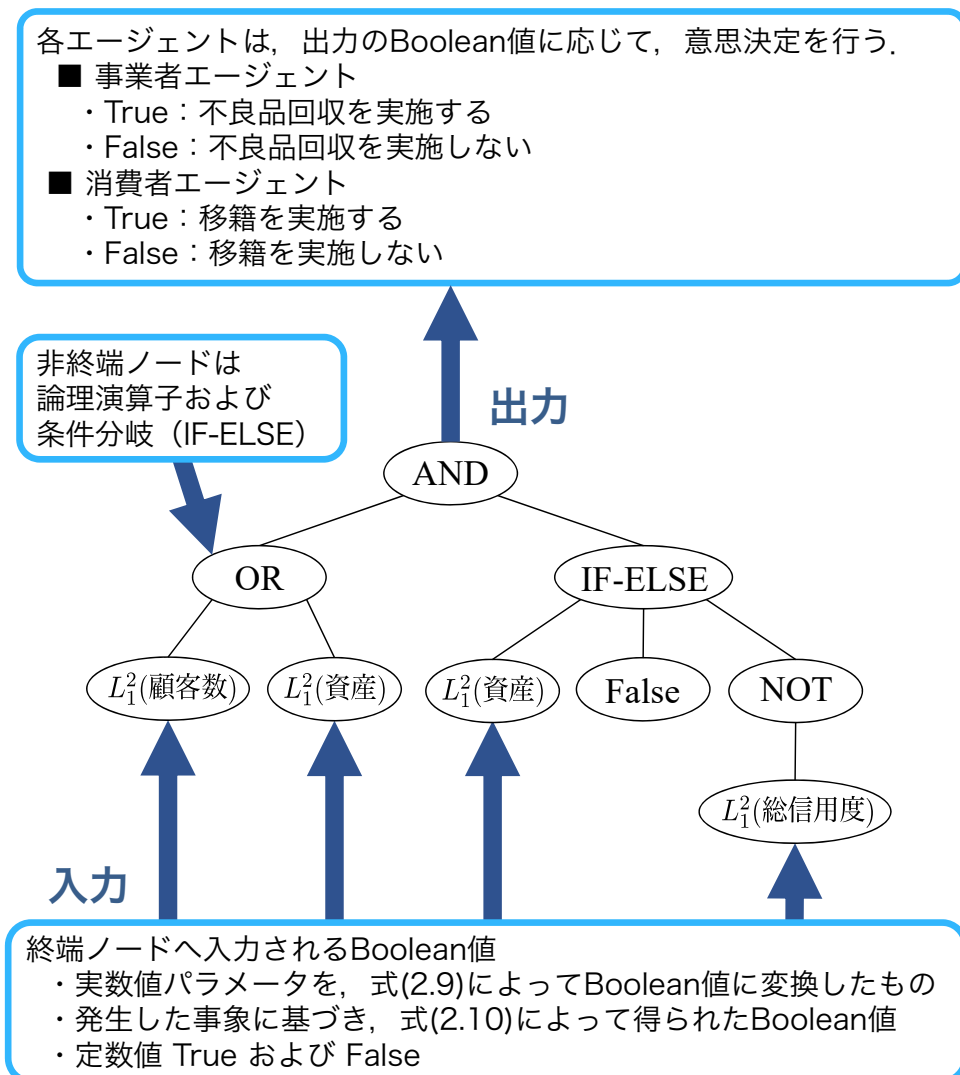 各エージェントは，出力のBoolean値に応じて，意思決定を行う．
■ 事業者エージェント
・True：不良品回収を実施する
・False：不良品回収を実施しない
■ 消費者エージェント
・True：移籍を実施する
・False：移籍を実施しない
非終端ノードは
論理演算子および
条件分岐（IF-ELSE）
出力
AND
OR
IF-ELSE
L₁²(顧客数)
L₁²(資産)
L₁²(資産)
False
NOT
L₁²(総信用度)
入力
終端ノードへ入力されるBoolean値
・実数値パラメータを，式(2.9)によってBoolean値に変換したもの
・発生した事象に基づき，式(2.10)によって得られたBoolean値
・定数値 True および False